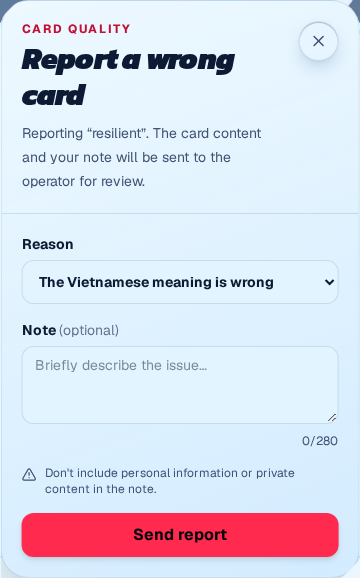 CARD QUALITY
Report a wrong
card
Reporting “resilient”. The card content
and your note will be sent to the
operator for review.
Reason
The Vietnamese meaning is wrong
Note (optional)
Briefly describe the issue...
0/280
Don't include personal information or private
content in the note.
Send report